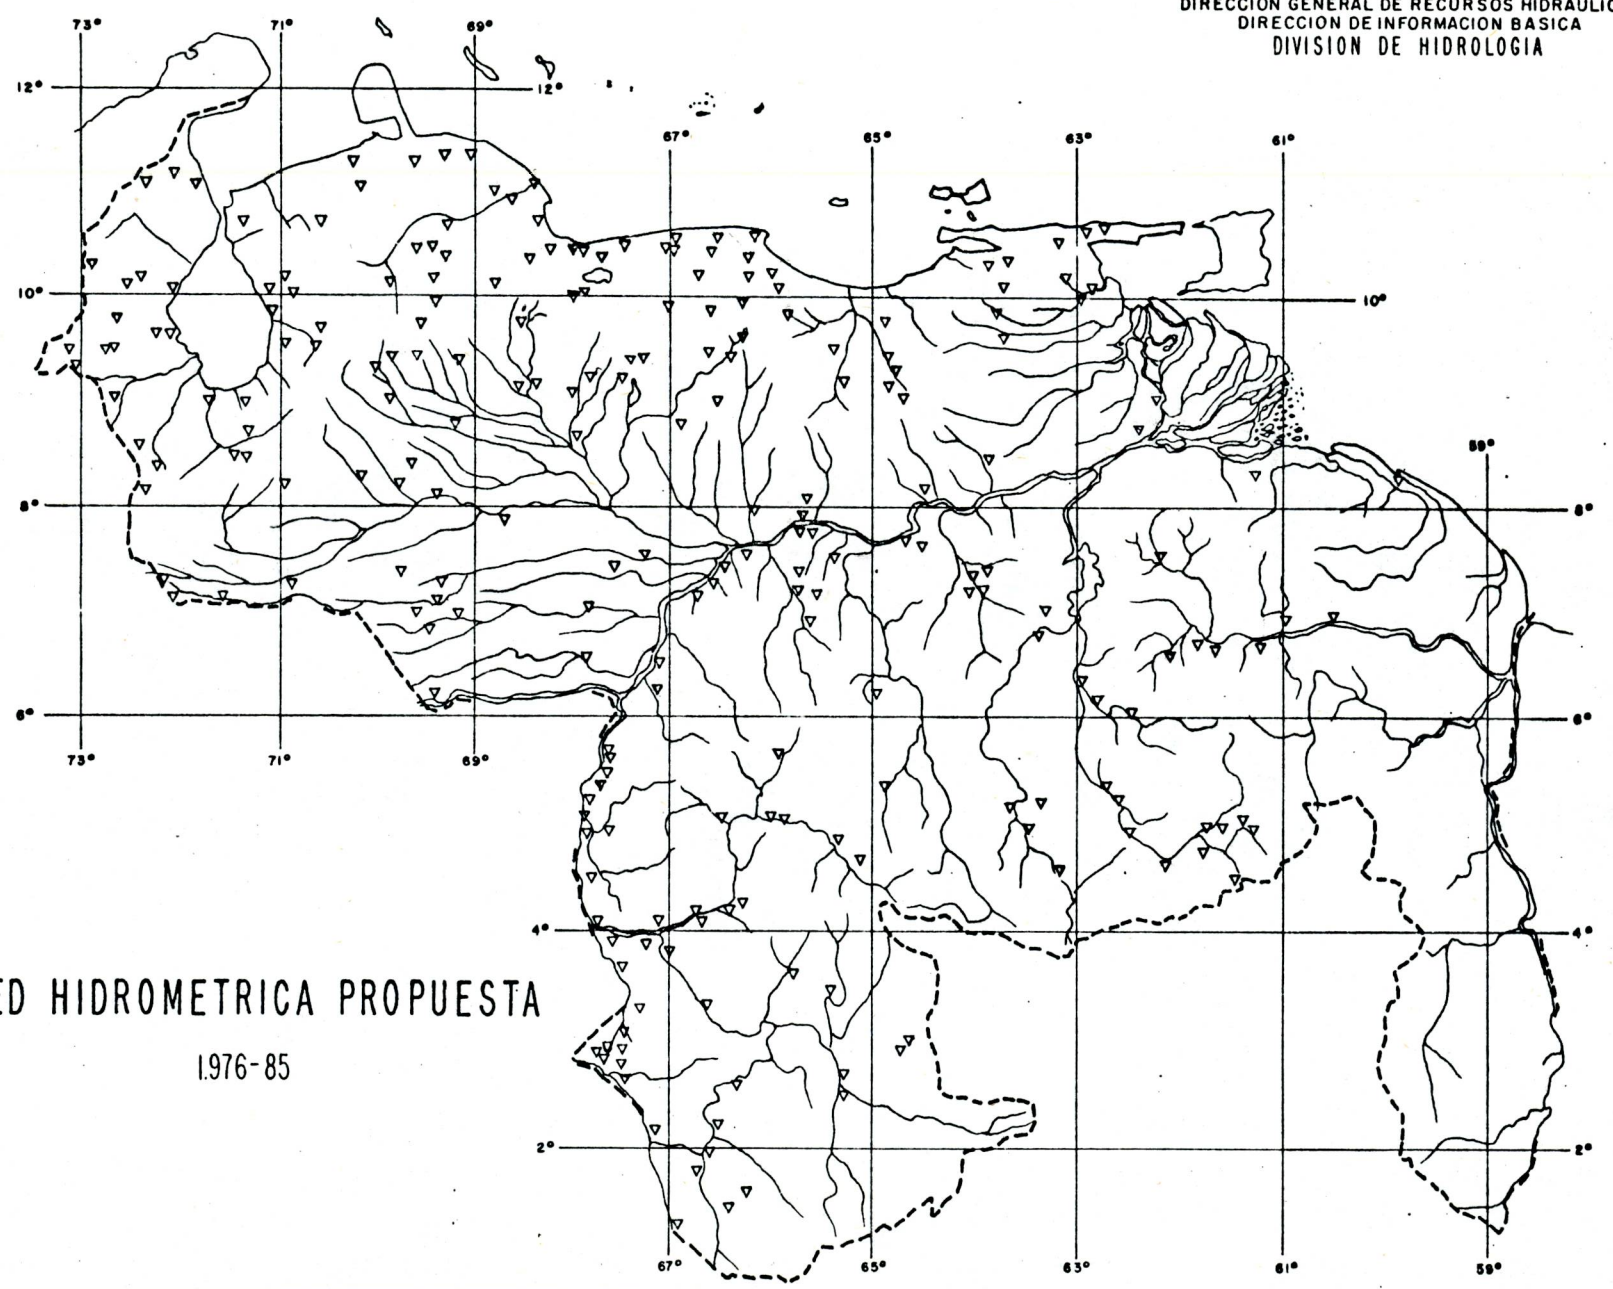 DIRECCION GENERAL DE RECURSOS HIDRAULIC
DIRECCION DE INFORMACION BASICA
DIVISION DE HIDROLOGIA
73° 71° 69°
12° 12°
67° 65° 63° 61°
10° 10°
59°
8° 8°
6° 6°
73° 71° 69°
4° 4°
ED HIDROMETRICA PROPUESTA
1.976-85
2° 2°
67° 65° 63° 61° 59°